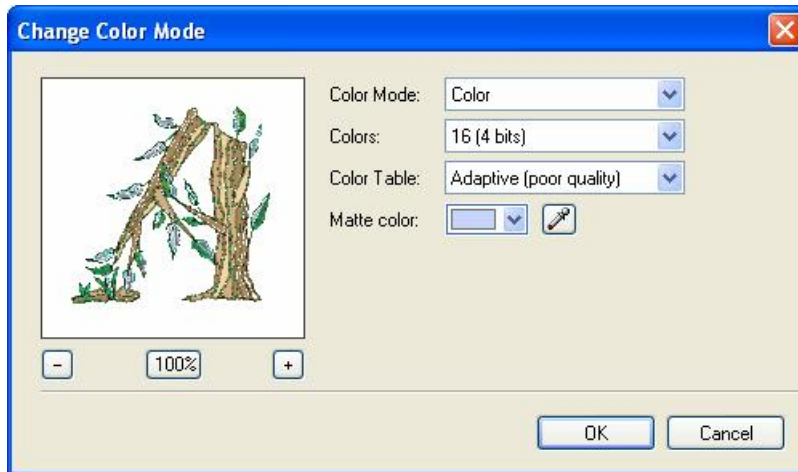 Change Color Mode
Color Mode: Color
Colors: 16 (4 bits)
Color Table: Adaptive (poor quality)
Matte color:
- 100% +
OK Cancel